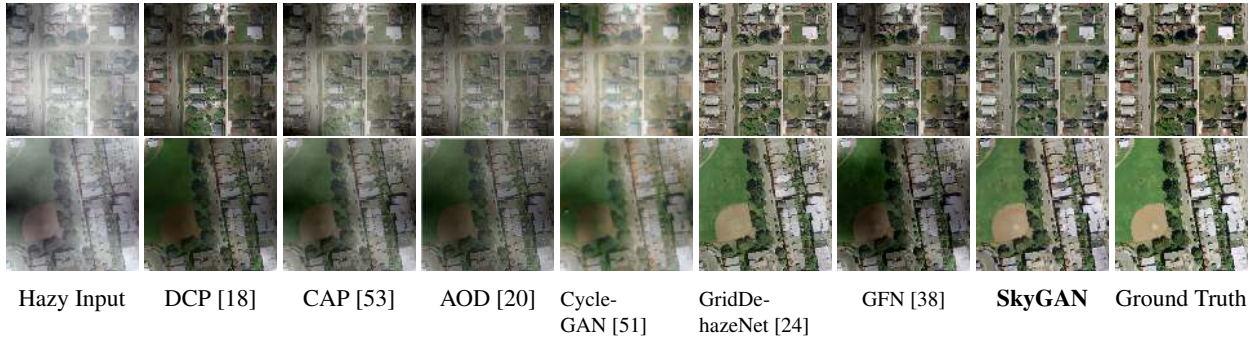 Hazy Input DCP [18] CAP [53] AOD [20] Cycle- GridDe- GFN [38] SkyGAN Ground Truth
GAN [51] hazeNet [24]